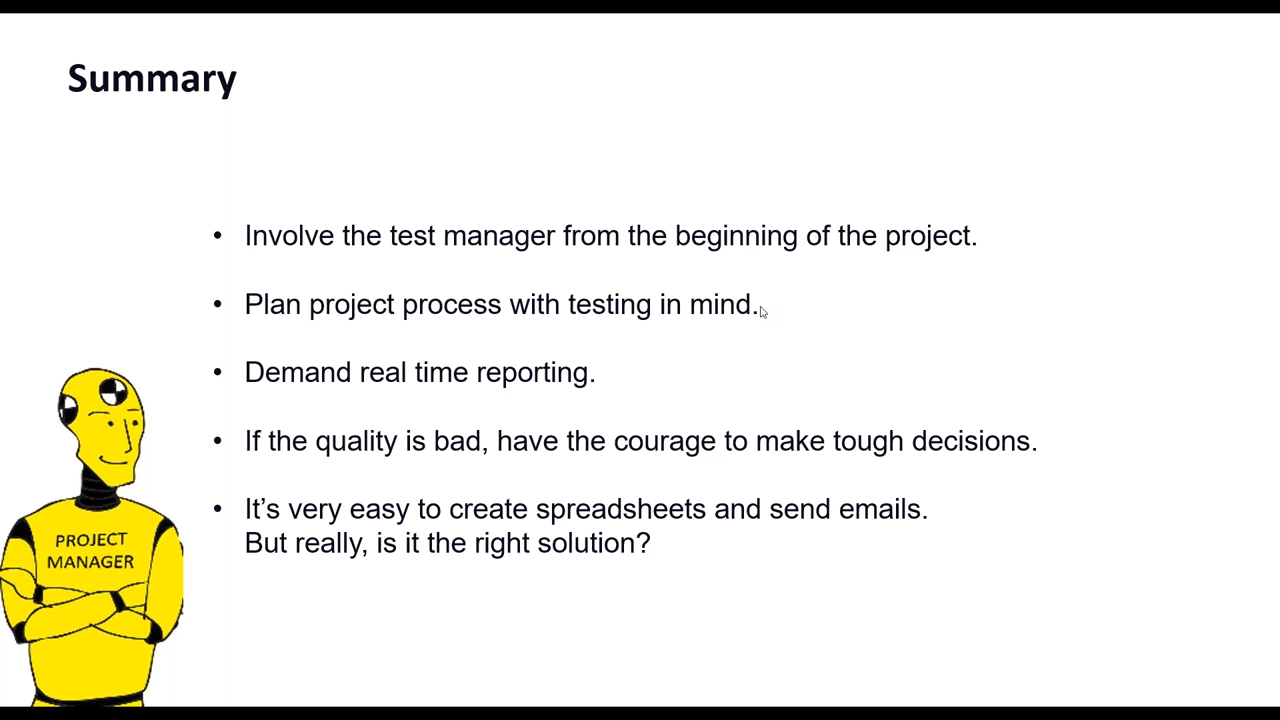 Summary
• Involve the test manager from the beginning of the project.
• Plan project process with testing in mind.
• Demand real time reporting.
• If the quality is bad, have the courage to make tough decisions.
• It’s very easy to create spreadsheets and send emails.
But really, is it the right solution?
PROJECT
MANAGER